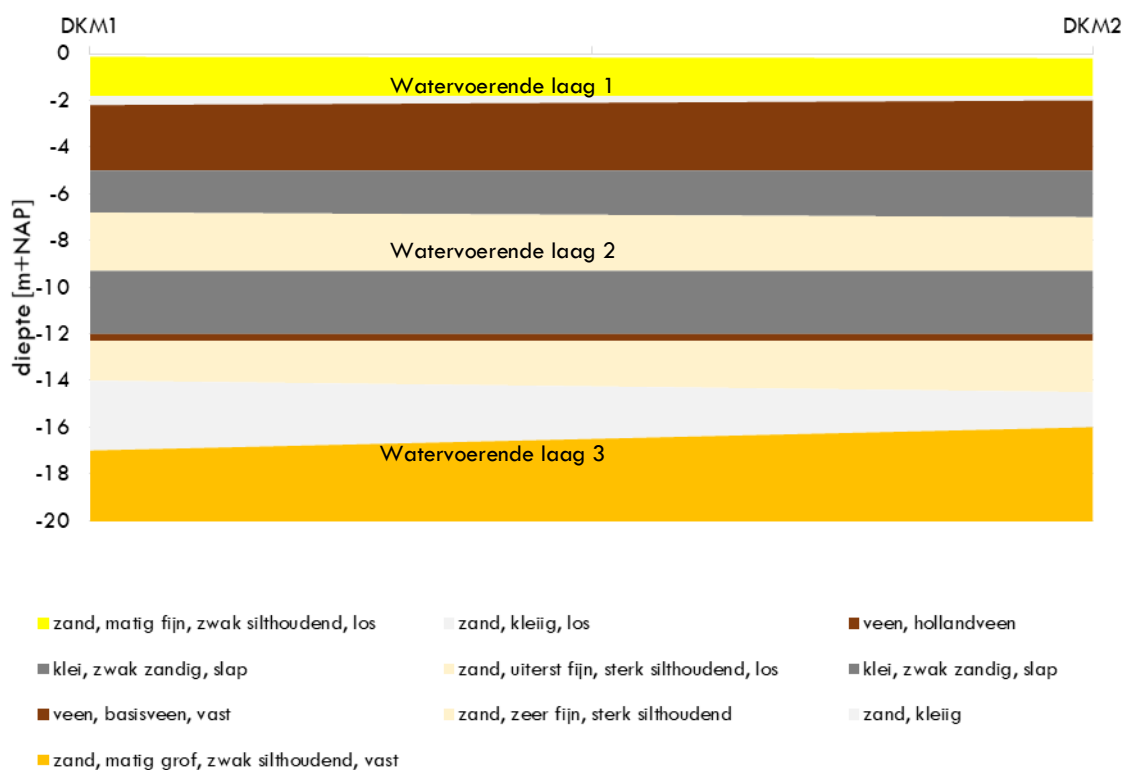 DKM1
DKM2
0
Watervoerende laag 1
-2
-4
-6
Watervoerende laag 2
-8
-10
-12
-14
-16
Watervoerende laag 3
-18
-20
diepte [m+NAP]
zand, matig fijn, zwak silthoudend, los
zand, kleiïg, los
veen, hollandveen
klei, zwak zandig, slap
zand, uiterst fijn, sterk silthoudend, los
klei, zwak zandig, slap
veen, basisveen, vast
zand, zeer fijn, sterk silthoudend
zand, kleiïg
zand, matig grof, zwak silthoudend, vast